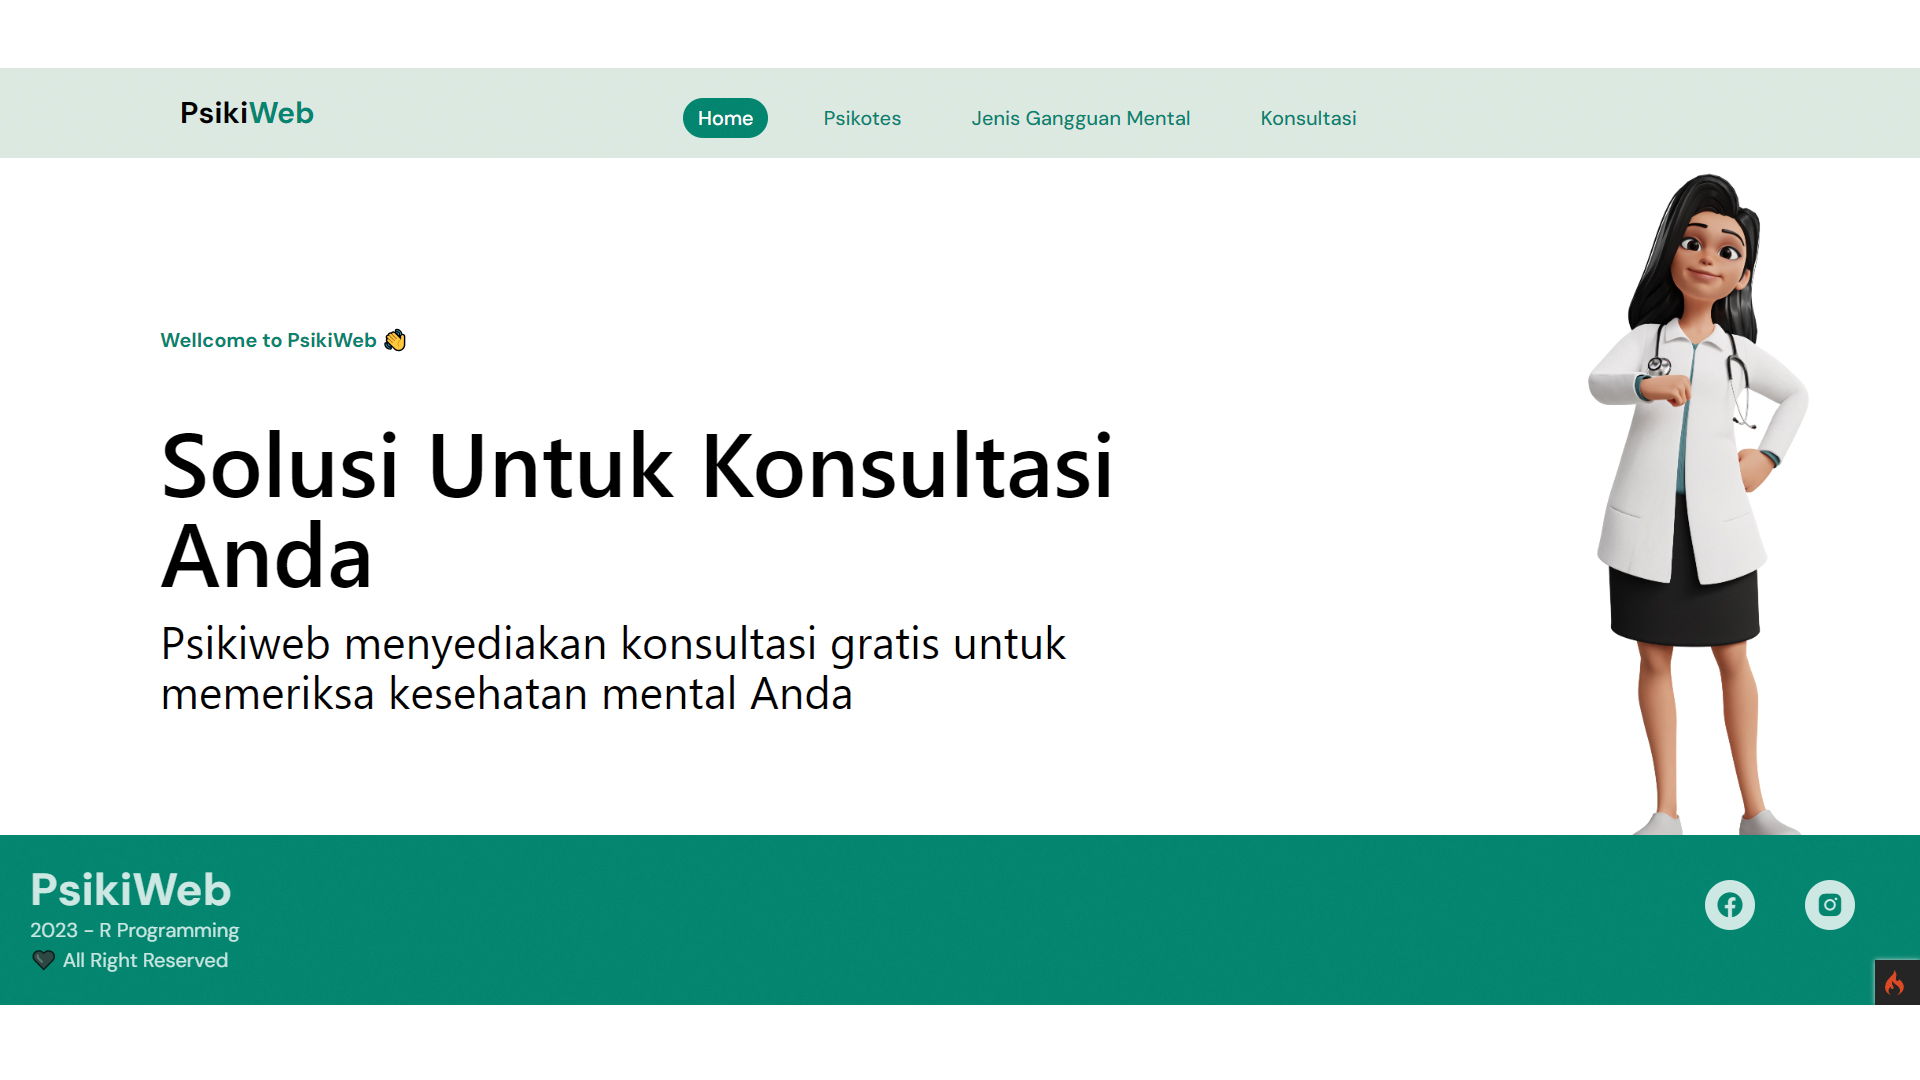 PsikiWeb
Home
Psikotes
Jenis Gangguan Mental
Konsultasi
Wellcome to PsikiWeb 👏
Solusi Untuk Konsultasi
Anda
Psikiweb menyediakan konsultasi gratis untuk
memeriksa kesehatan mental Anda
PsikiWeb
2023 - R Programming
🖤 All Right Reserved